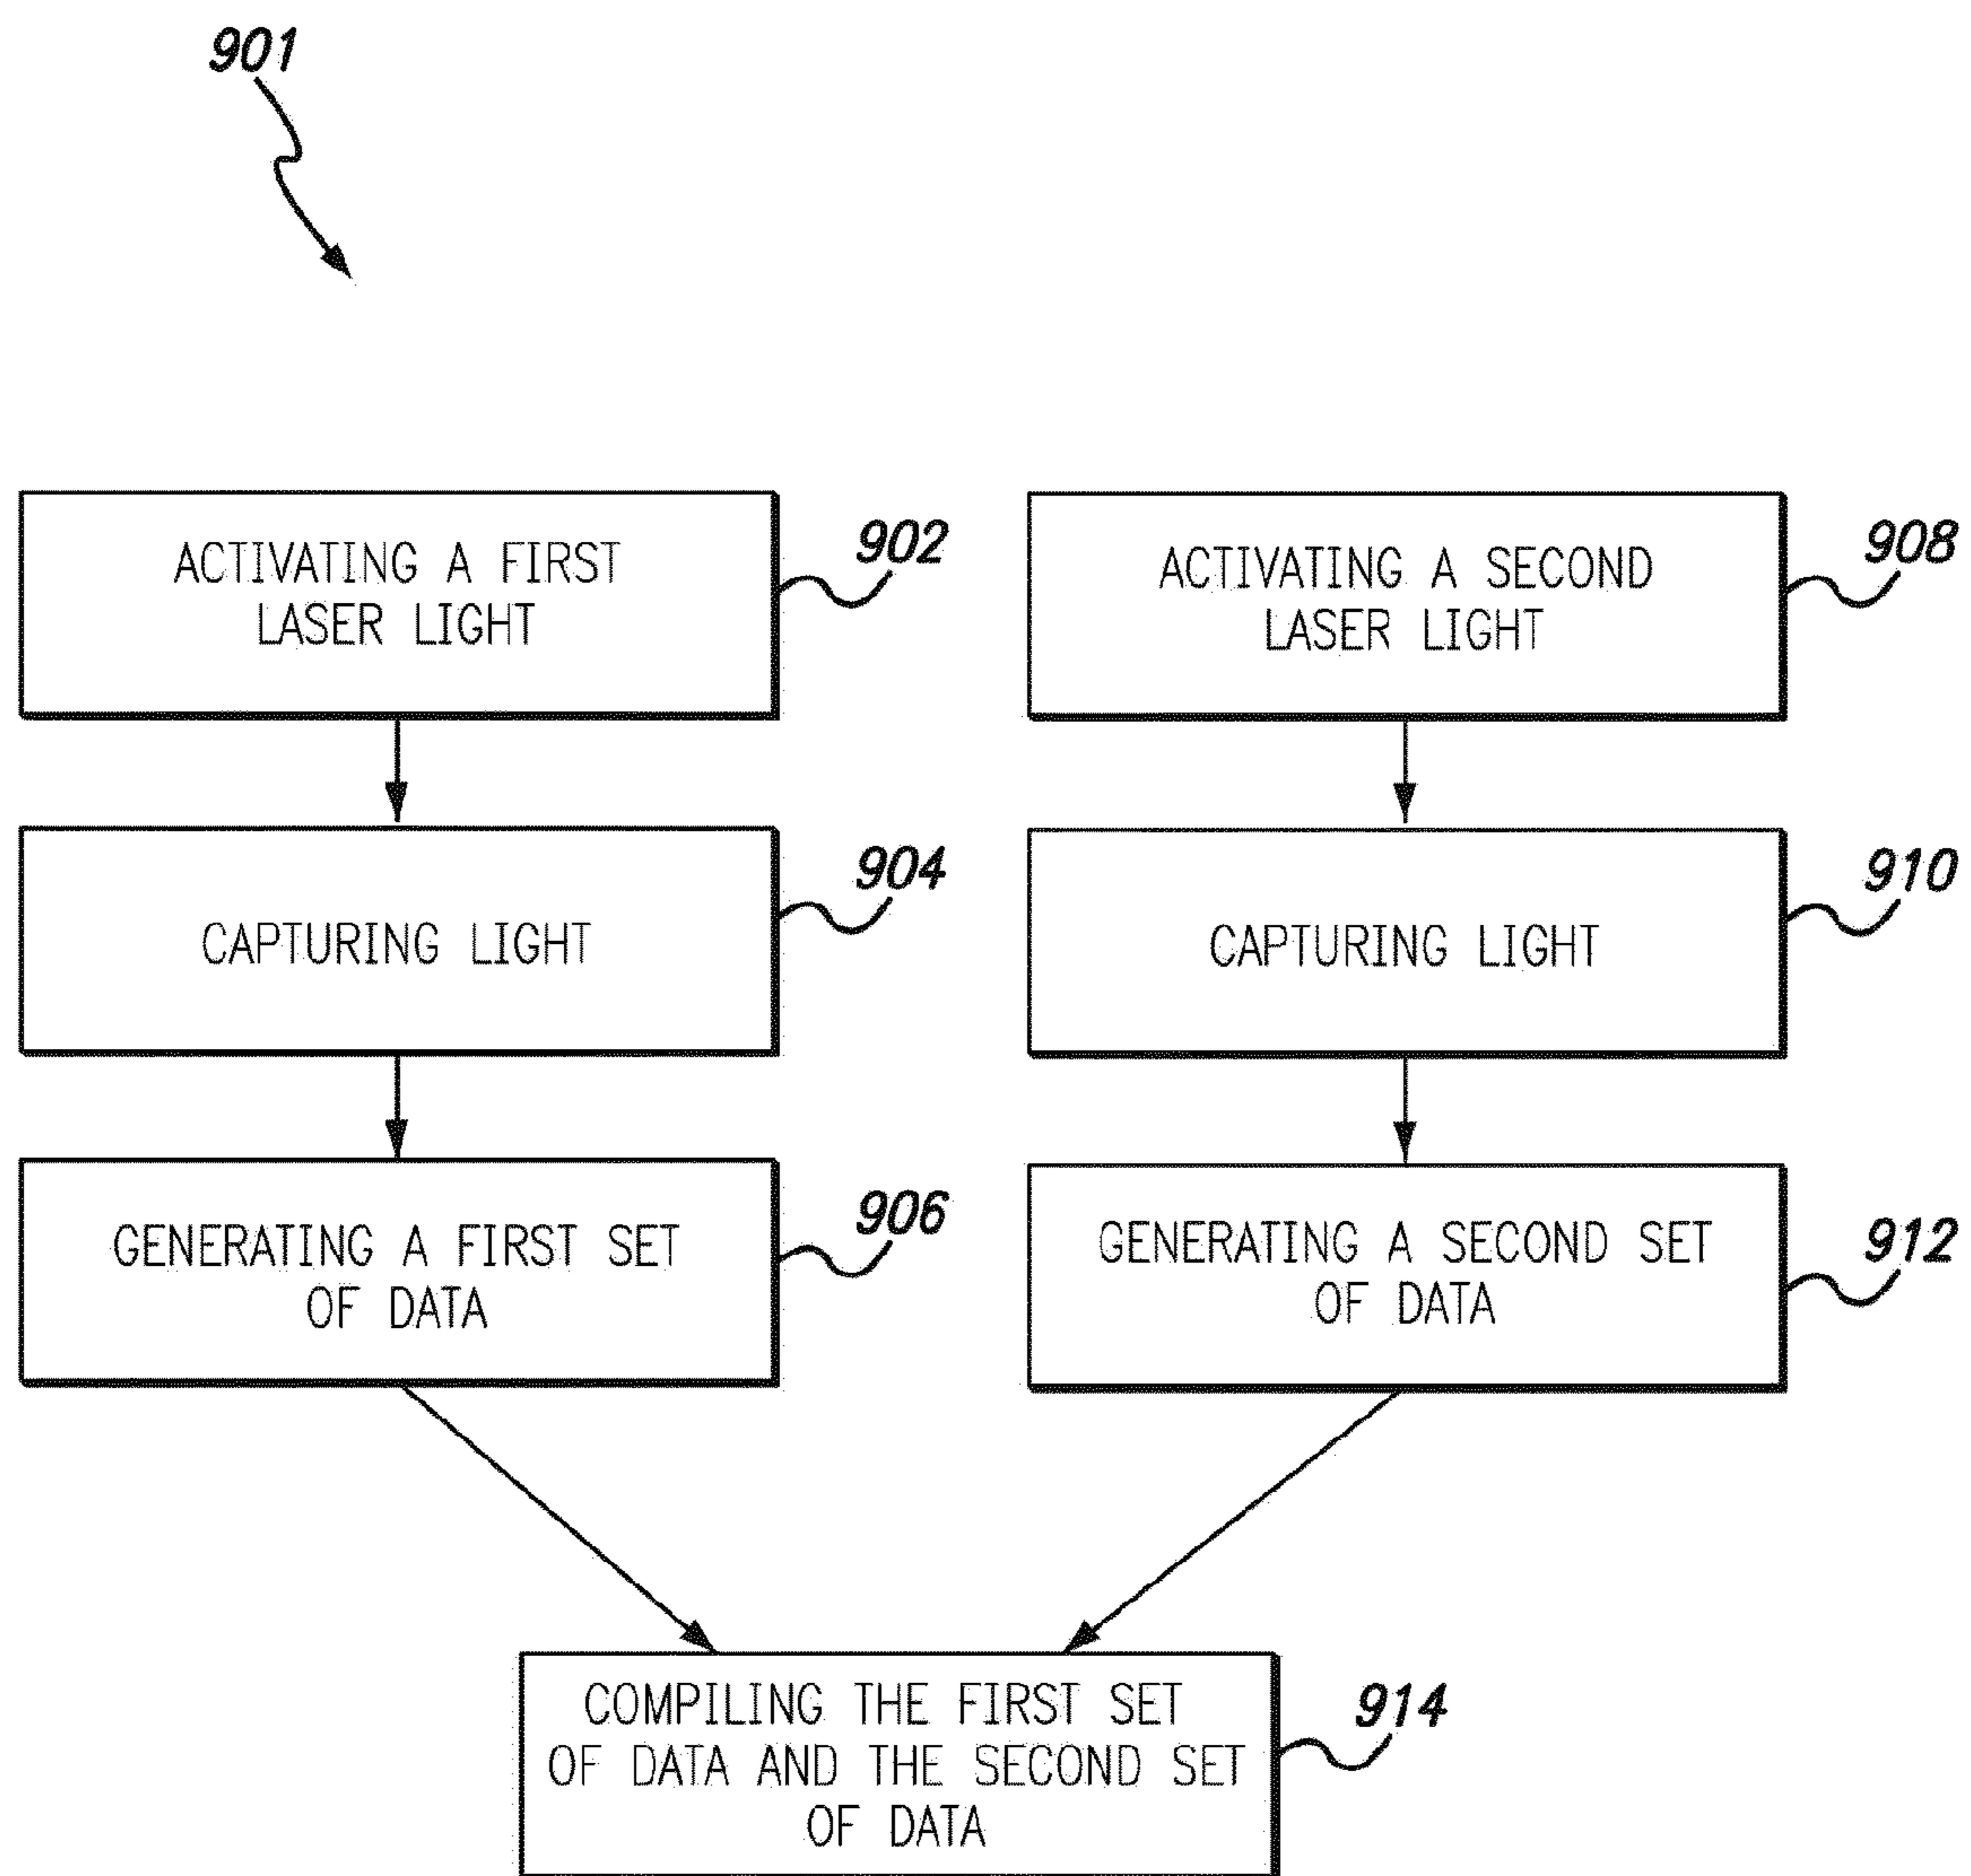 901
ACTIVATING A FIRST
LASER LIGHT
902
CAPTURING LIGHT
904
GENERATING A FIRST SET
OF DATA
906
ACTIVATING A SECOND
LASER LIGHT
908
CAPTURING LIGHT
910
GENERATING A SECOND SET
OF DATA
912
COMPILING THE FIRST SET
OF DATA AND THE SECOND SET
OF DATA
914